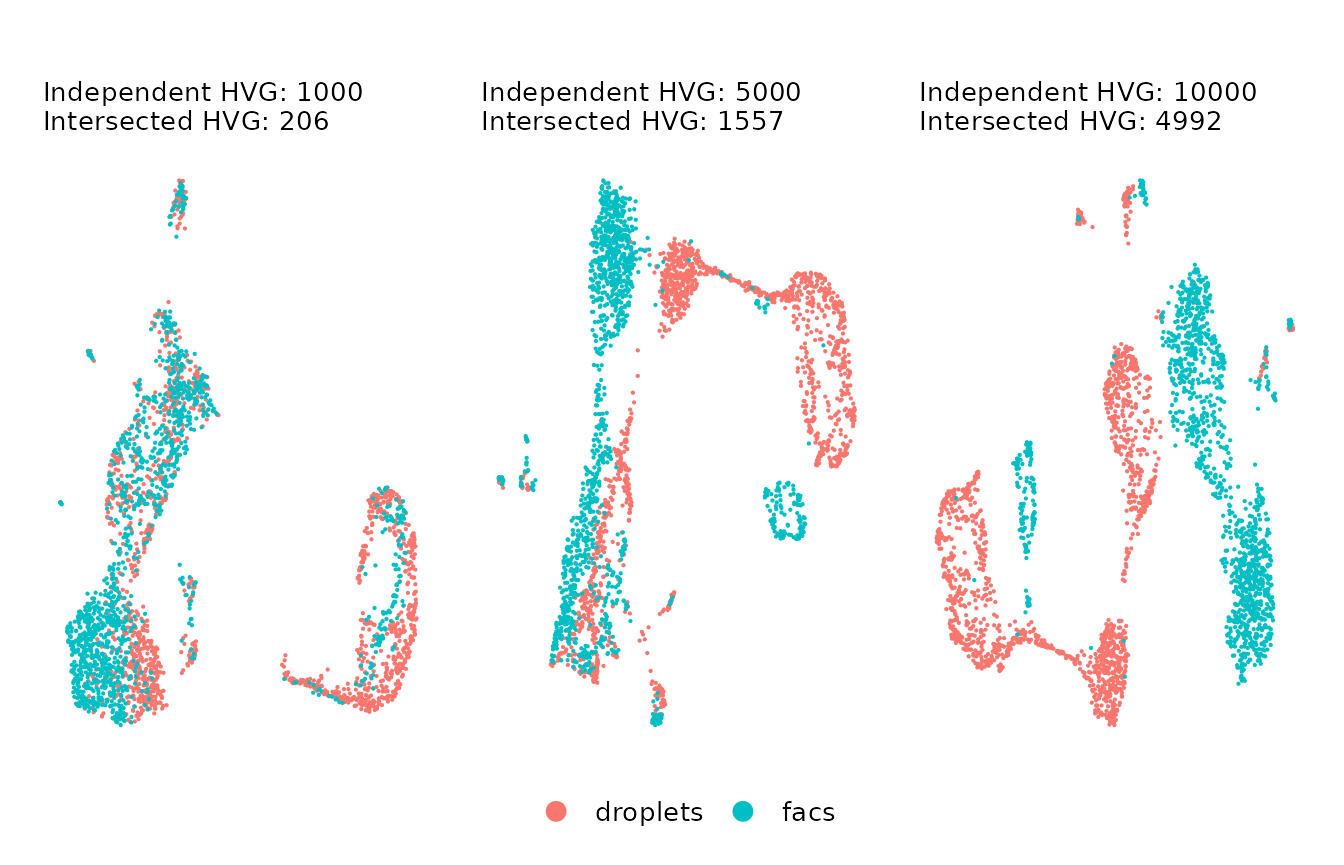 Independent HVG: 1000
Intersected HVG: 206
Independent HVG: 5000
Intersected HVG: 1557
Independent HVG: 10000
Intersected HVG: 4992
droplets
facs